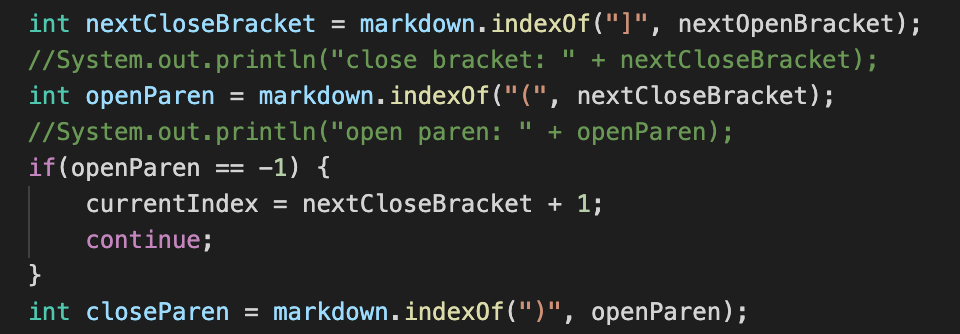 int nextCloseBracket = markdown.indexOf("]", nextOpenBracket);
//System.out.println("close bracket: " + nextCloseBracket);
int openParen = markdown.indexOf("(", nextCloseBracket);
//System.out.println("open paren: " + openParen);
if(openParen == -1) {
    currentIndex = nextCloseBracket + 1;
    continue;
}
int closeParen = markdown.indexOf(")", openParen);